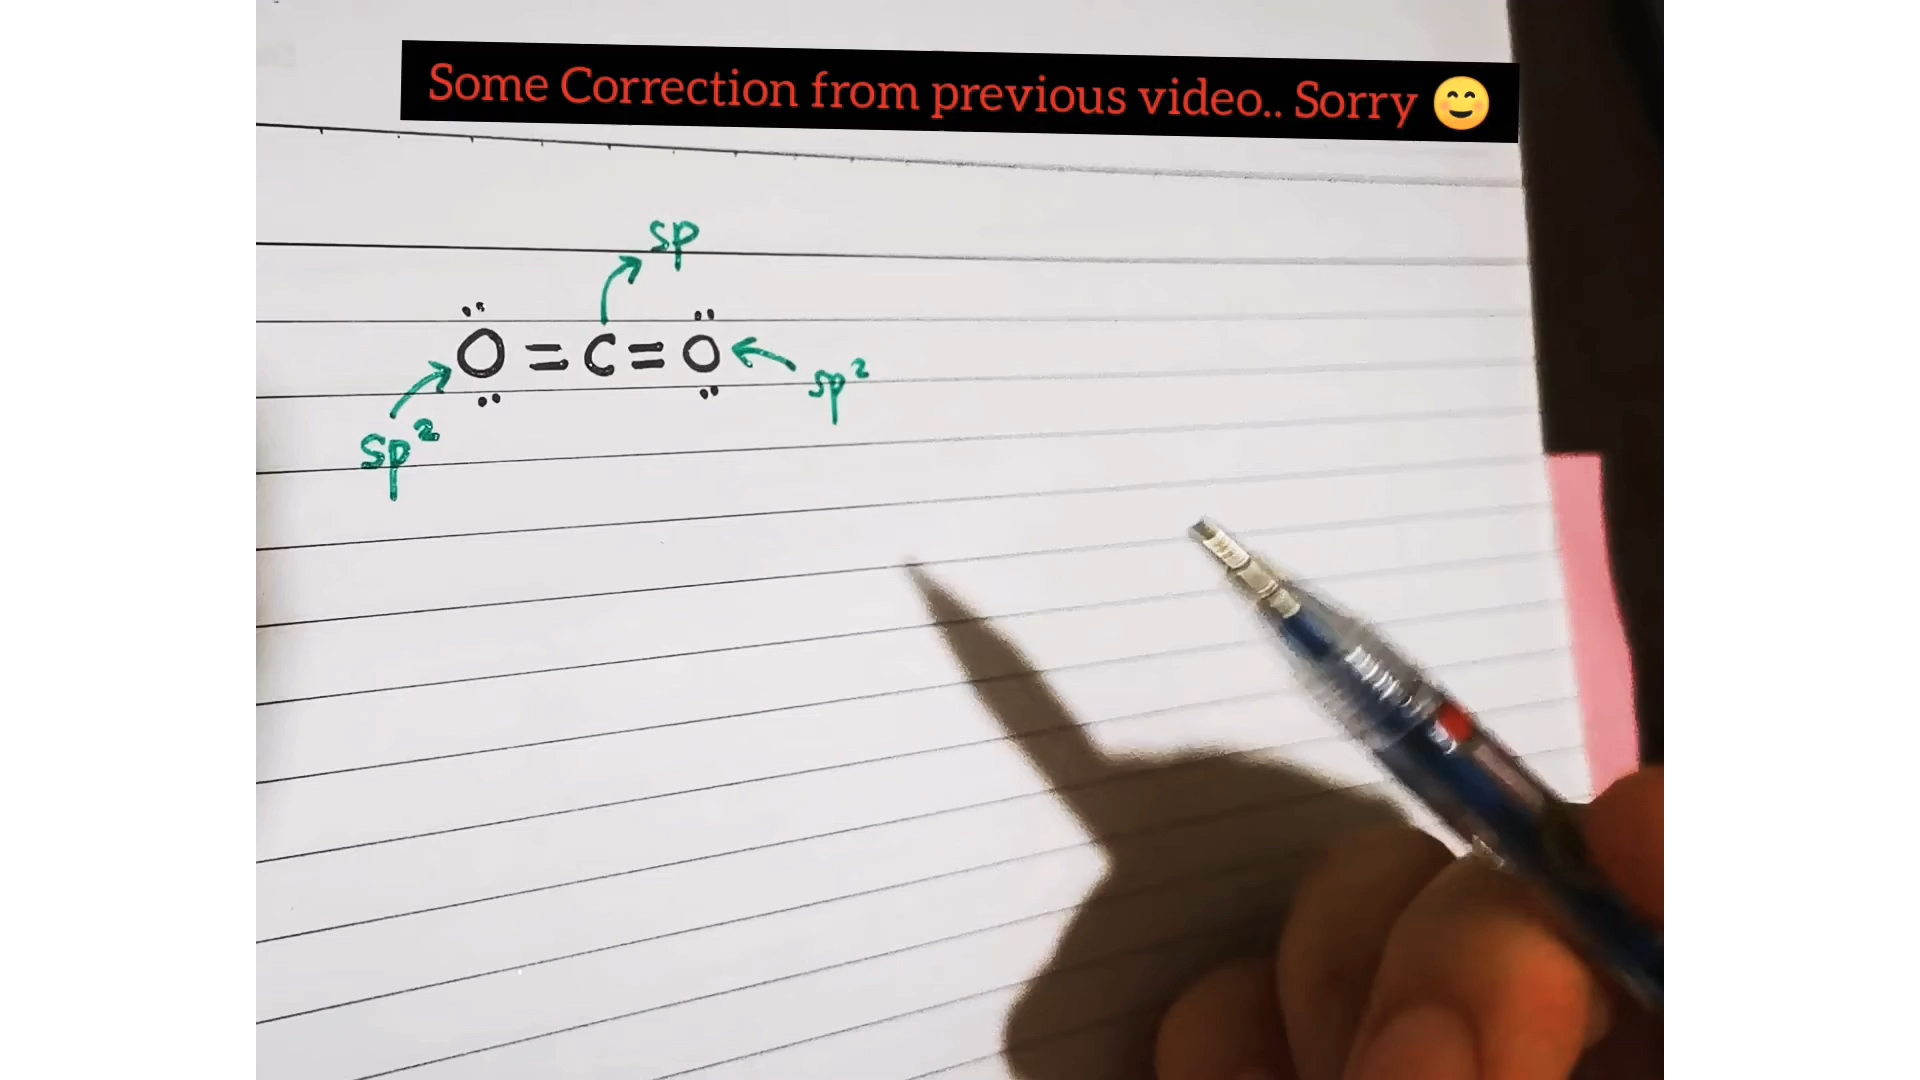 Some Correction from previous video.. Sorry 😊
sp
O = C = O
sp²
sp²